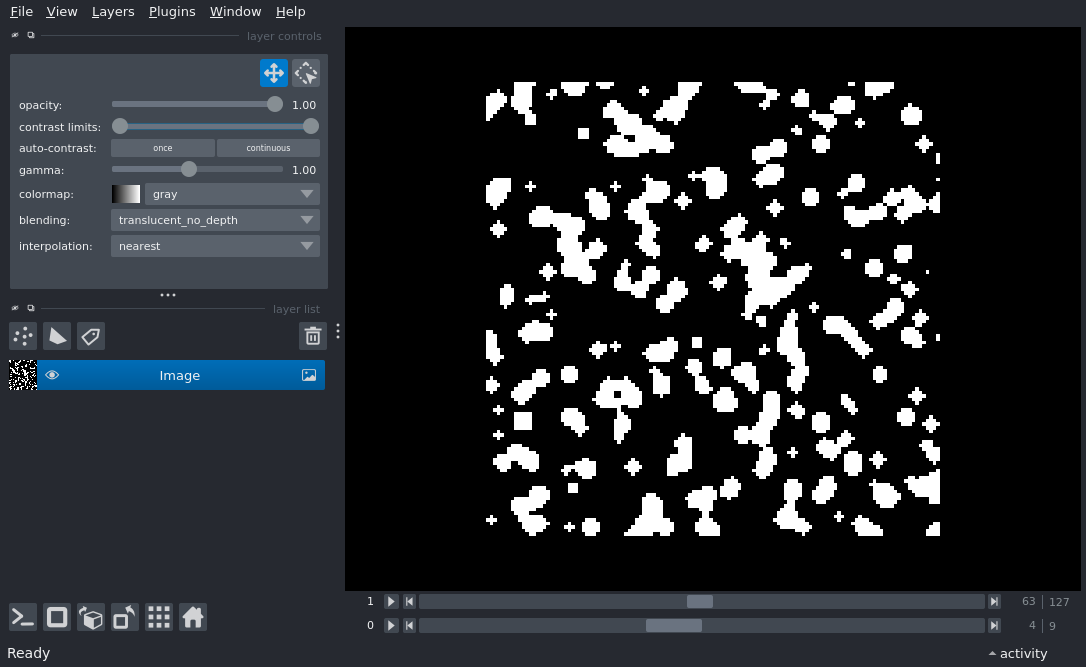 File View Layers Plugins Window Help
layer controls
opacity: 1.00
contrast limits:
auto-contrast: once continuous
gamma: 1.00
colormap: gray
blending: translucent_no_depth
interpolation: nearest
layer list
Image
1 63 127
0 4 9
Ready activity